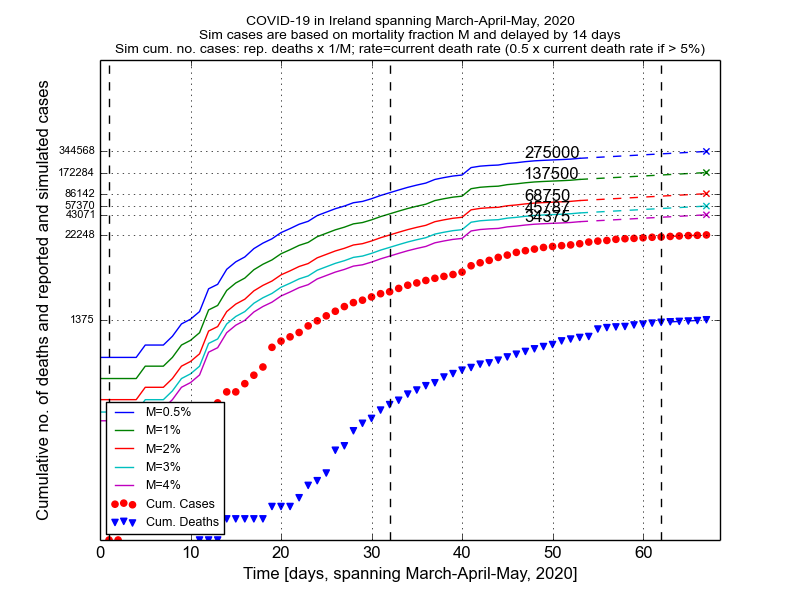 COVID-19 in Ireland spanning March-April-May, 2020
Sim cases are based on mortality fraction M and delayed by 14 days
Sim cum. no. cases: rep. deaths x 1/M; rate=current death rate (0.5 x current death rate if > 5%)
Cumulative no. of deaths and reported and simulated cases
344568
172284
86142
57370
43071
22248
1375
275000
137500
68750
45787
34375
M=0.5%
M=1%
M=2%
M=3%
M=4%
Cum. Cases
Cum. Deaths
0 10 20 30 40 50 60
Time [days, spanning March-April-May, 2020]